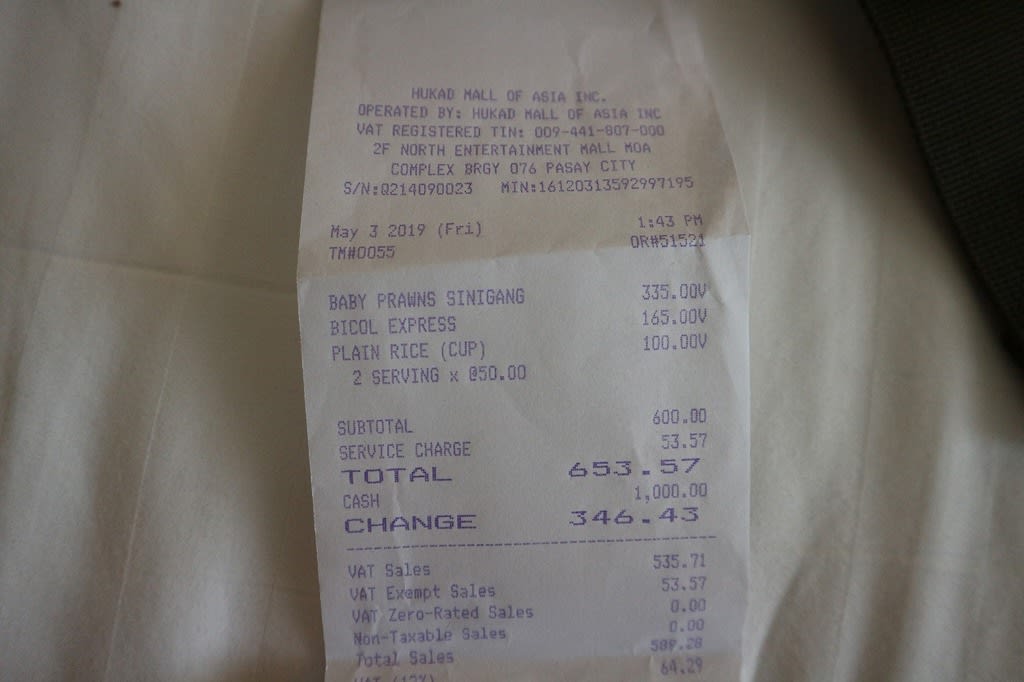 HUKAD MALL OF ASIA INC.
OPERATED BY: HUKAD MALL OF ASIA INC
VAT REGISTERED TIN: 009-441-807-000
2F NORTH ENTERTAINMENT MALL MOA
COMPLEX BRGY 076 PASAY CITY
S/N:Q214090023 MIN:16120313592997195
May 3 2019 (Fri) 1:43 PM
TM#0055 OR#51521
BABY PRAWNS SINIGANG 335.00V
BICOL EXPRESS 165.00V
PLAIN RICE (CUP) 100.00V
2 SERVING x @50.00
SUBTOTAL 600.00
SERVICE CHARGE 53.57
TOTAL 653.57
CASH 1,000.00
CHANGE 346.43
VAT Sales 535.71
VAT Exempt Sales 53.57
VAT Zero-Rated Sales 0.00
Non-Taxable Sales 0.00
Total Sales 589.28
VAT (12%) 64.29